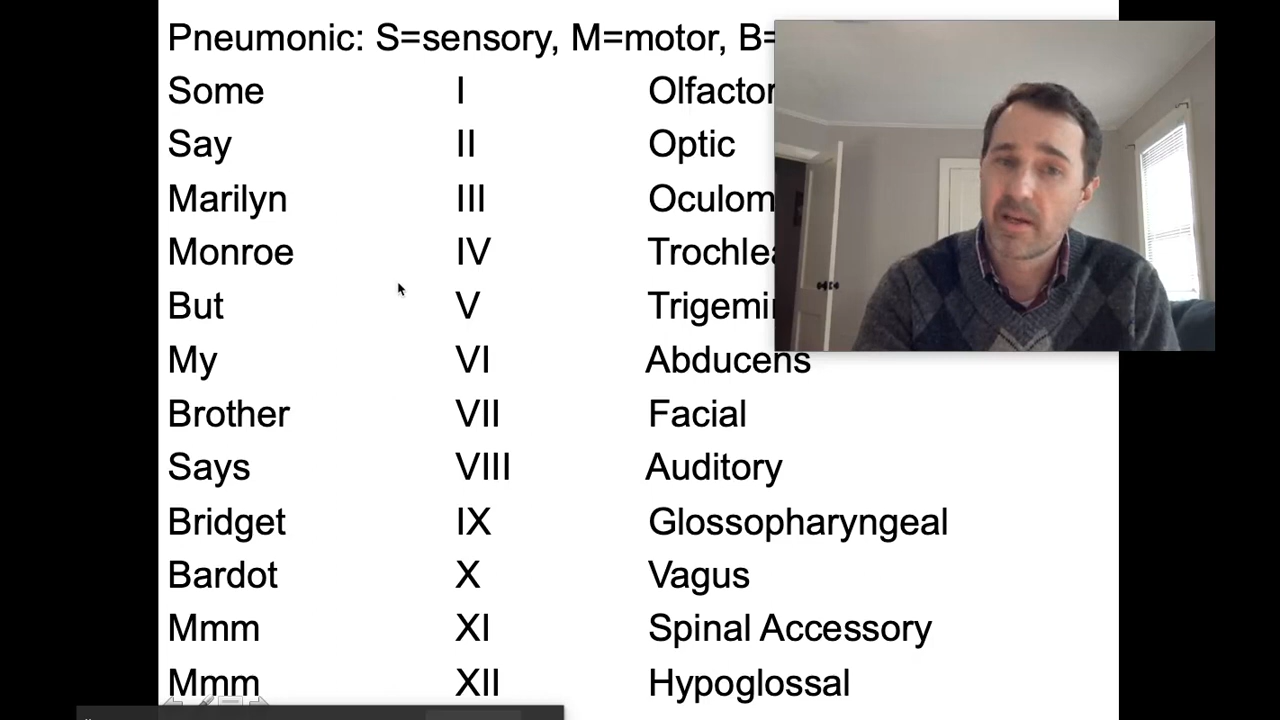 Pneumonic: S=sensory, M=motor, B=
Some I Olfactor
Say II Optic
Marilyn III Oculom
Monroe IV Trochlea
But V Trigemi
My VI Abducens
Brother VII Facial
Says VIII Auditory
Bridget IX Glossopharyngeal
Bardot X Vagus
Mmm XI Spinal Accessory
Mmm XII Hypoglossal